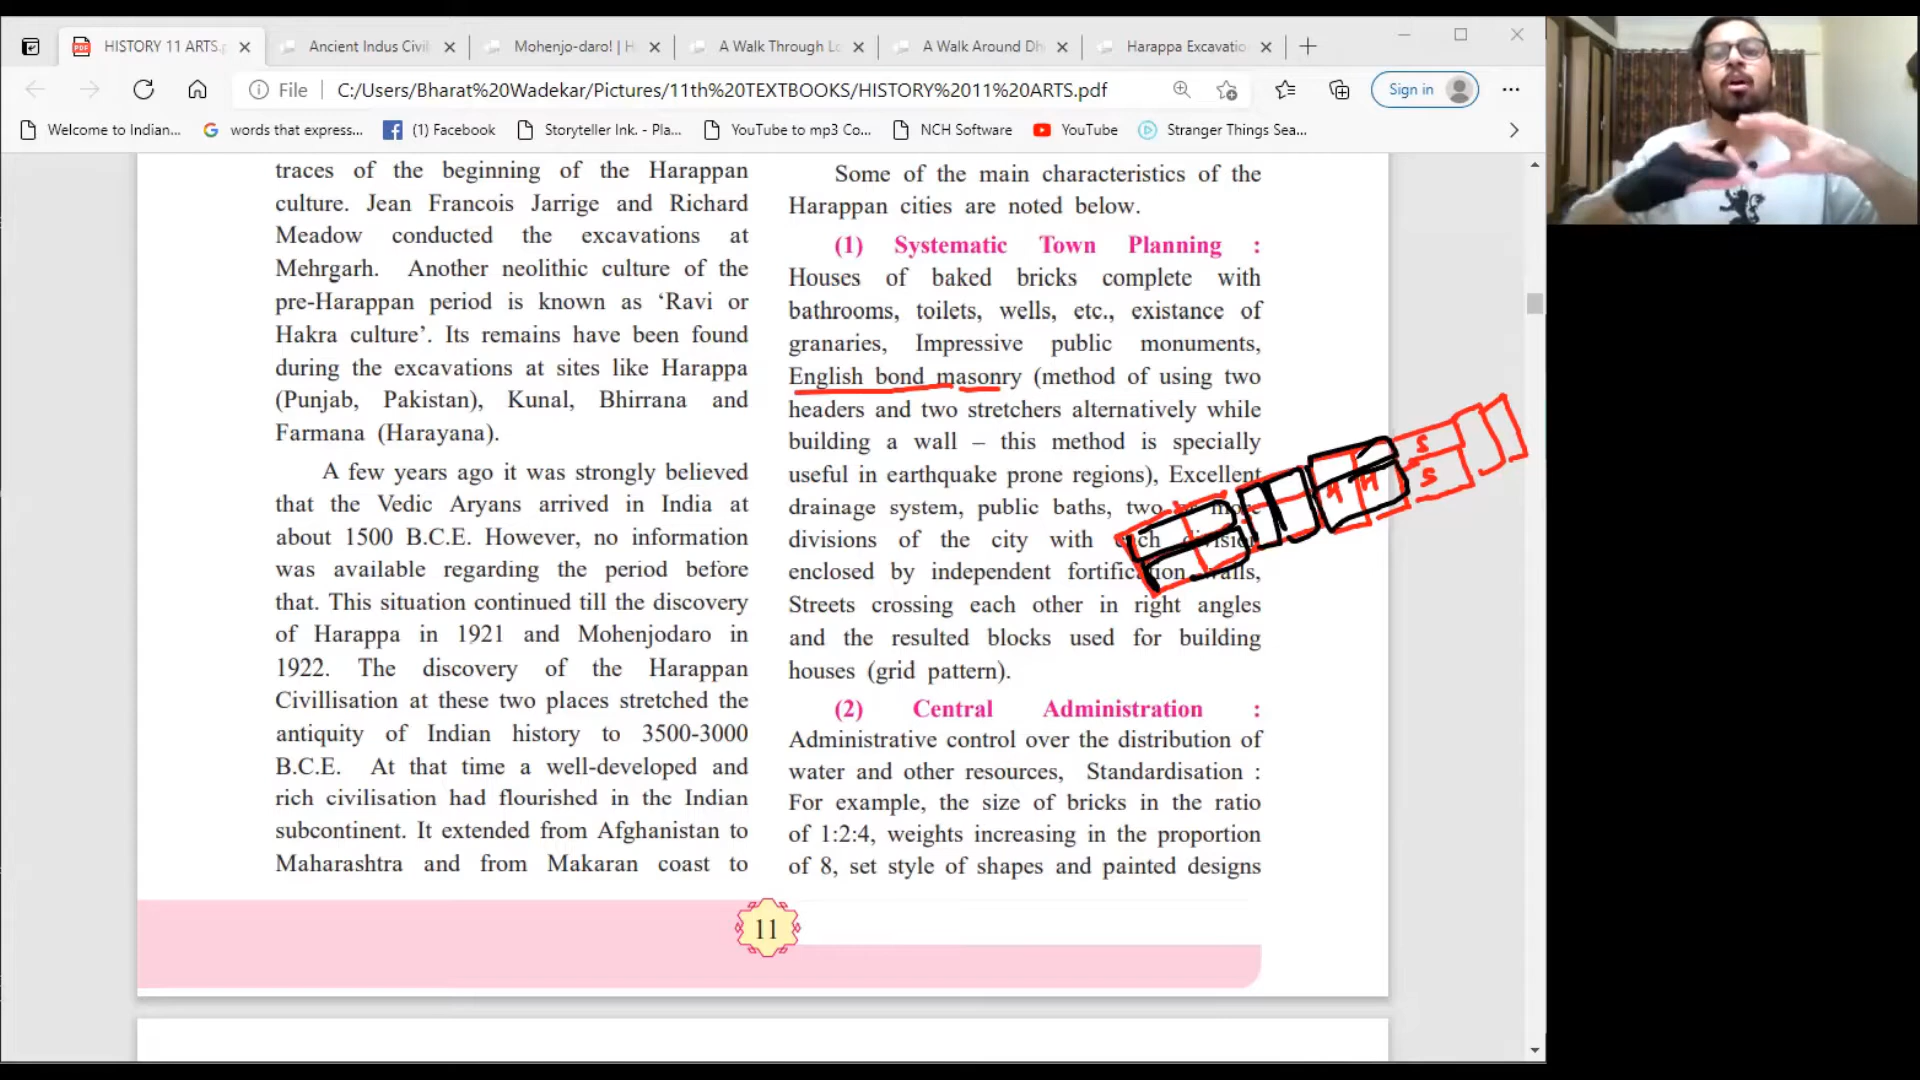 HISTORY 11 ARTS.p
Ancient Indus Civil
Mohenjo-daro! | H
A Walk Through Lo
A Walk Around Dh
Harappa Excavatio
File
C:/Users/Bharat%20Wadekar/Pictures/11th%20TEXTBOOKS/HISTORY%2011%20ARTS.pdf
Sign in
Welcome to Indian...
words that express...
(1) Facebook
Storyteller Ink. - Pla...
YouTube to mp3 Co...
NCH Software
YouTube
Stranger Things Sea...
traces of the beginning of the Harappan
culture. Jean Francois Jarrige and Richard
Meadow conducted the excavations at
Mehrgarh. Another neolithic culture of the
pre-Harappan period is known as ‘Ravi or
Hakra culture’. Its remains have been found
during the excavations at sites like Harappa
(Punjab, Pakistan), Kunal, Bhirrana and
Farmana (Harayana).
A few years ago it was strongly believed
that the Vedic Aryans arrived in India at
about 1500 B.C.E. However, no information
was available regarding the period before
that. This situation continued till the discovery
of Harappa in 1921 and Mohenjodaro in
1922. The discovery of the Harappan
Civillisation at these two places stretched the
antiquity of Indian history to 3500-3000
B.C.E. At that time a well-developed and
rich civilisation had flourished in the Indian
subcontinent. It extended from Afghanistan to
Maharashtra and from Makaran coast to
Some of the main characteristics of the
Harappan cities are noted below.
(1) Systematic Town Planning :
Houses of baked bricks complete with
bathrooms, toilets, wells, etc., existance of
granaries, Impressive public monuments,
English bond masonry (method of using two
headers and two stretchers alternatively while
building a wall – this method is specially
useful in earthquake prone regions), Excellent
drainage system, public baths, two or more
divisions of the city with each division
enclosed by independent fortification walls,
Streets crossing each other in right angles
and the resulted blocks used for building
houses (grid pattern).
(2) Central Administration :
Administrative control over the distribution of
water and other resources, Standardisation :
For example, the size of bricks in the ratio
of 1:2:4, weights increasing in the proportion
of 8, set style of shapes and painted designs
S
H H S
11